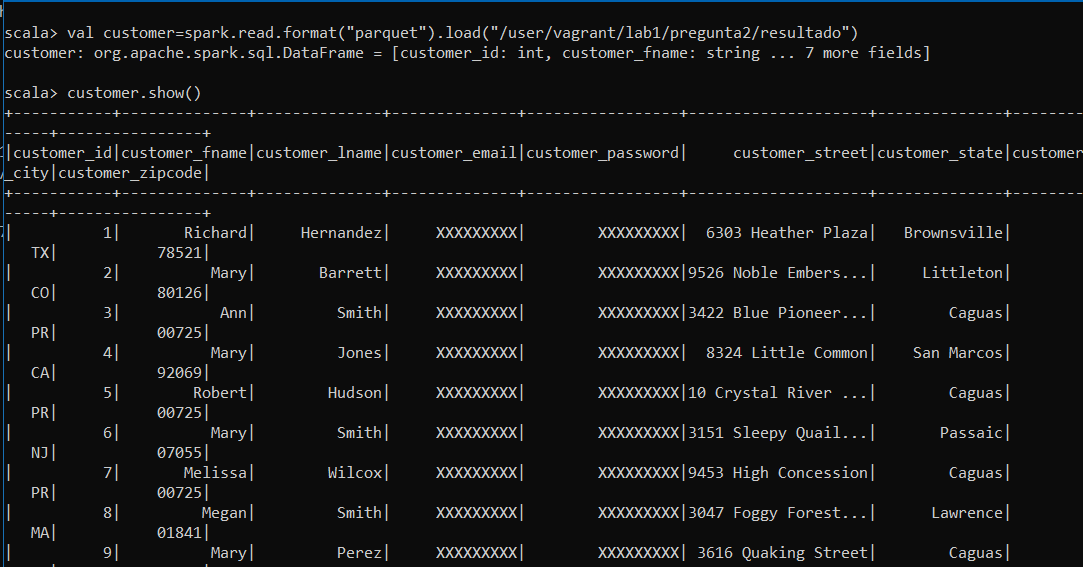 scala> val customer=spark.read.format("parquet").load("/user/vagrant/lab1/pregunta2/resultado")
customer: org.apache.spark.sql.DataFrame = [customer_id: int, customer_fname: string ... 7 more fields]
scala> customer.show()
+-----------+--------------+--------------+--------------+-----------------+--------------------+--------------+--------
-----+----------------+
|customer_id|customer_fname|customer_lname|customer_email|customer_password|     customer_street|customer_state|customer
_city|customer_zipcode|
+-----------+--------------+--------------+--------------+-----------------+--------------------+--------------+--------
-----+----------------+
|          1|       Richard|     Hernandez|     XXXXXXXXX|        XXXXXXXXX|  6303 Heather Plaza|   Brownsville|
   TX|           78521|
|          2|          Mary|       Barrett|     XXXXXXXXX|        XXXXXXXXX|9526 Noble Embers...|     Littleton|
   CO|           80126|
|          3|           Ann|         Smith|     XXXXXXXXX|        XXXXXXXXX|3422 Blue Pioneer...|        Caguas|
   PR|           00725|
|          4|          Mary|         Jones|     XXXXXXXXX|        XXXXXXXXX|  8324 Little Common|    San Marcos|
   CA|           92069|
|          5|        Robert|        Hudson|     XXXXXXXXX|        XXXXXXXXX|10 Crystal River ...|        Caguas|
   PR|           00725|
|          6|          Mary|         Smith|     XXXXXXXXX|        XXXXXXXXX|3151 Sleepy Quail...|       Passaic|
   NJ|           07055|
|          7|       Melissa|        Wilcox|     XXXXXXXXX|        XXXXXXXXX|9453 High Concession|        Caguas|
   PR|           00725|
|          8|         Megan|         Smith|     XXXXXXXXX|        XXXXXXXXX|3047 Foggy Forest...|      Lawrence|
   MA|           01841|
|          9|          Mary|         Perez|     XXXXXXXXX|        XXXXXXXXX| 3616 Quaking Street|        Caguas|